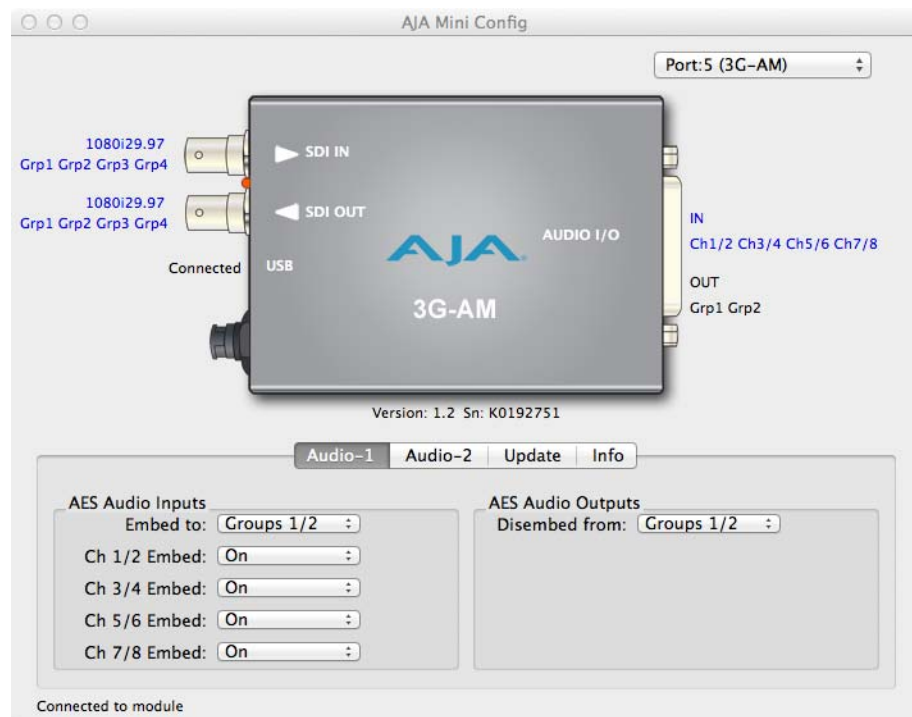 AJA Mini Config
Port:5 (3G-AM)
1080i29.97
Grp1 Grp2 Grp3 Grp4
SDI IN
1080i29.97
Grp1 Grp2 Grp3 Grp4
SDI OUT
AUDIO I/O
IN
Ch1/2 Ch3/4 Ch5/6 Ch7/8
Connected
USB
AJA
OUT
Grp1 Grp2
3G-AM
Version: 1.2 Sn: K0192751
Audio-1 Audio-2 Update Info
AES Audio Inputs
Embed to: Groups 1/2
Ch 1/2 Embed: On
Ch 3/4 Embed: On
Ch 5/6 Embed: On
Ch 7/8 Embed: On
AES Audio Outputs
Disembed from: Groups 1/2
Connected to module